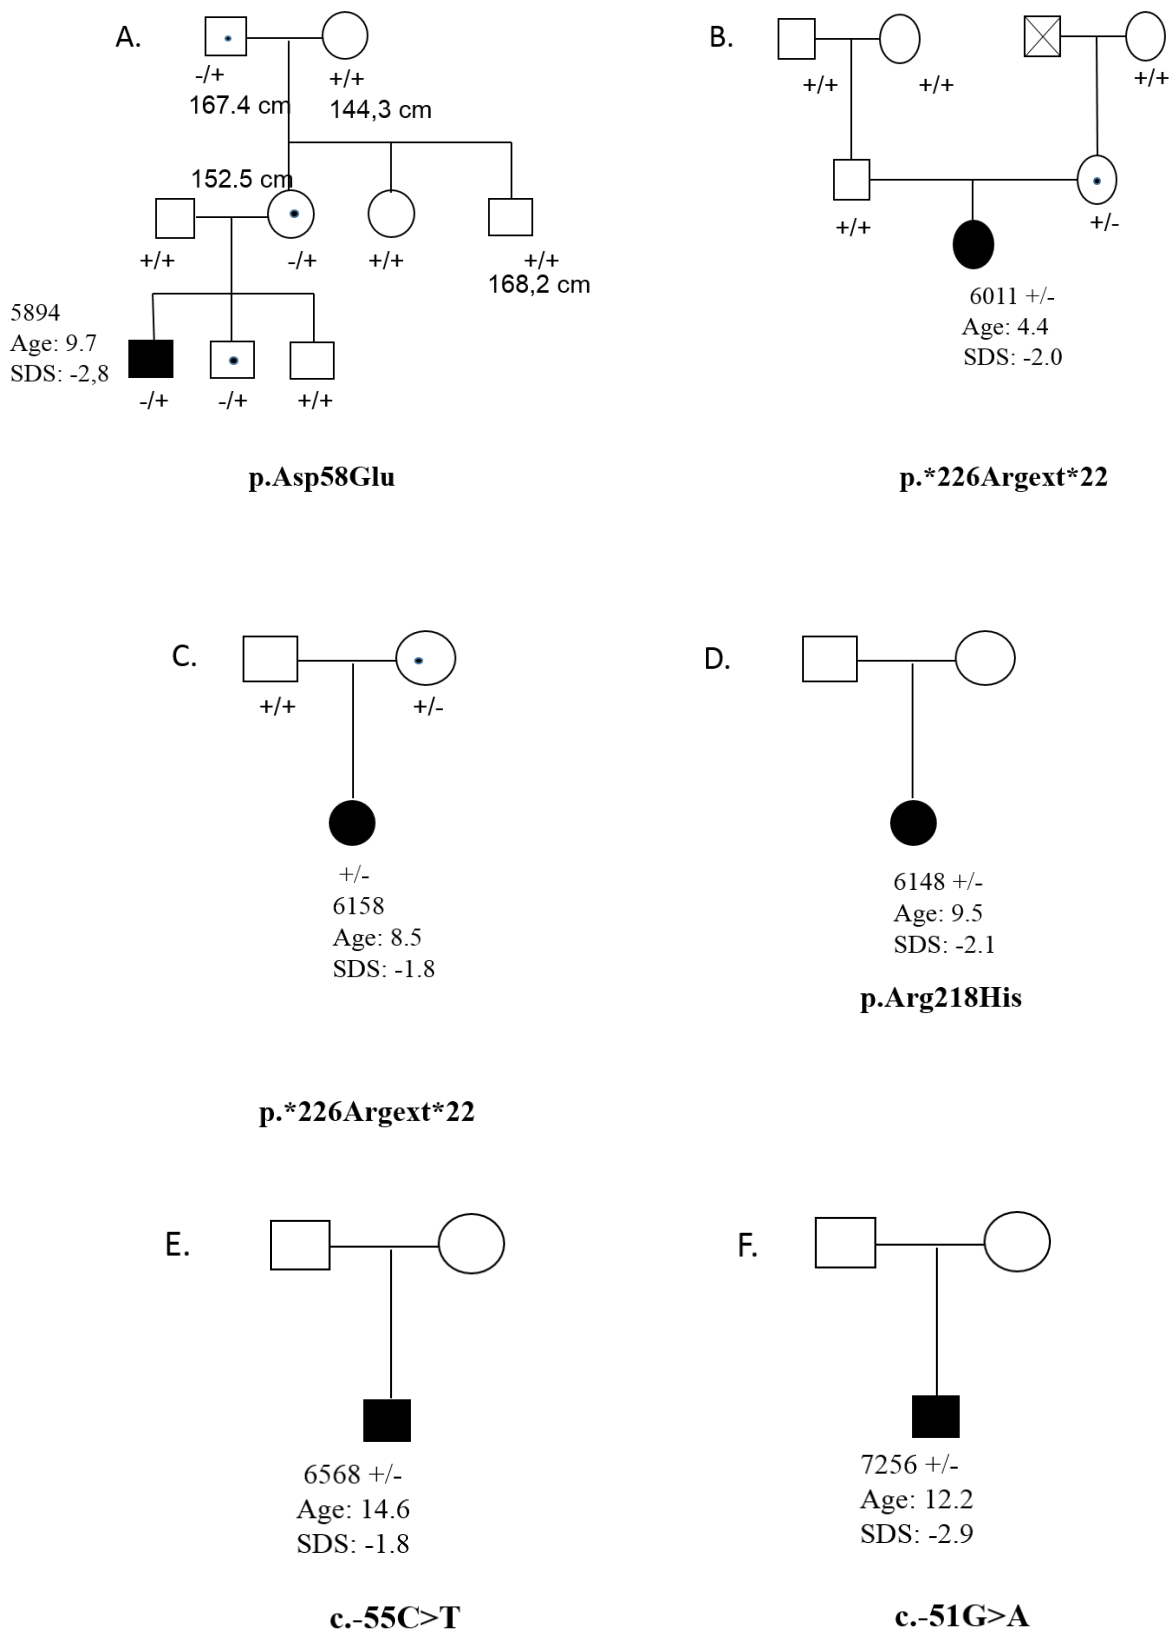 A.
-/+
+/+
167.4 cm
144,3 cm
152.5 cm
+/+
-/+
+/+
+/+
168,2 cm
5894
Age: 9.7
SDS: -2,8
-/+
-/+
+/+
p.Asp58Glu
B.
+/+
+/+
+/+
+/+
+/-
6011 +/-
Age: 4.4
SDS: -2.0
p.*226Argext*22
C.
+/+
+/-
+/-
6158
Age: 8.5
SDS: -1.8
p.*226Argext*22
D.
6148 +/-
Age: 9.5
SDS: -2.1
p.Arg218His
E.
6568 +/-
Age: 14.6
SDS: -1.8
c.-55C>T
F.
7256 +/-
Age: 12.2
SDS: -2.9
c.-51G>A